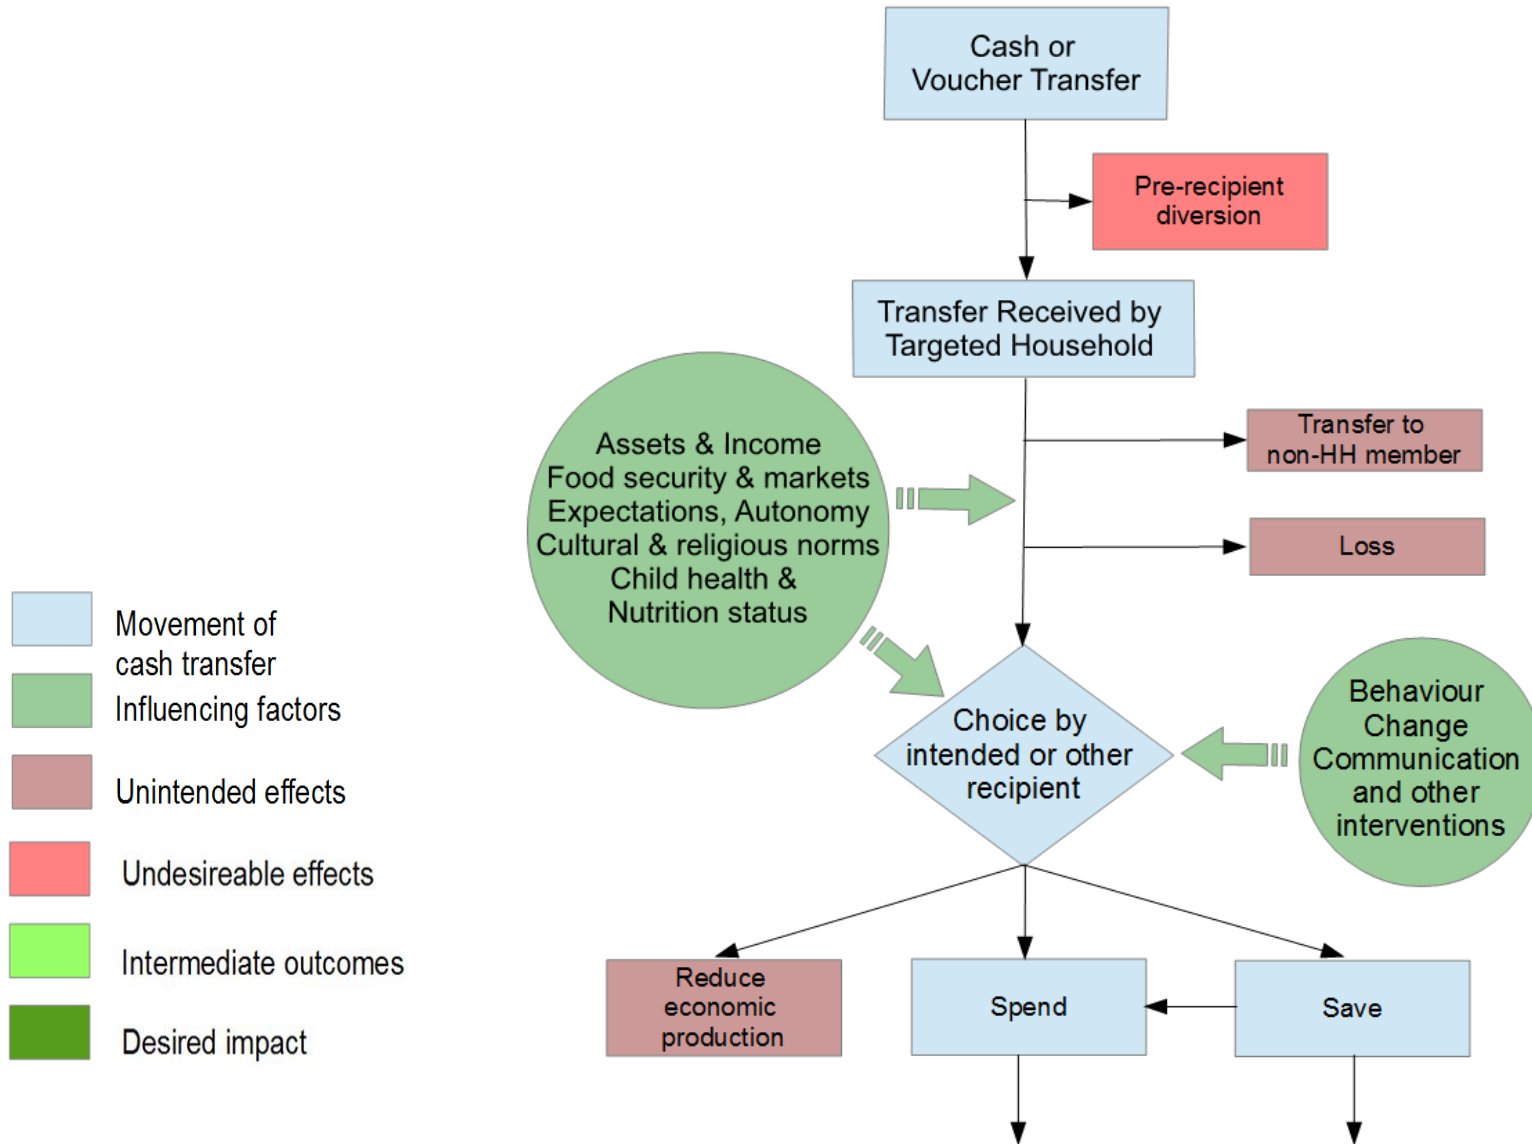 Cash or
Voucher Transfer
Pre-recipient
diversion
Transfer Received by
Targeted Household
Assets & Income
Food security & markets
Expectations, Autonomy
Cultural & religious norms
Child health &
Nutrition status
Transfer to
non-HH member
Loss
Choice by
intended or other
recipient
Behaviour
Change
Communication
and other
interventions
Reduce
economic
production
Spend
Save
Movement of
cash transfer
Influencing factors
Unintended effects
Undesireable effects
Intermediate outcomes
Desired impact